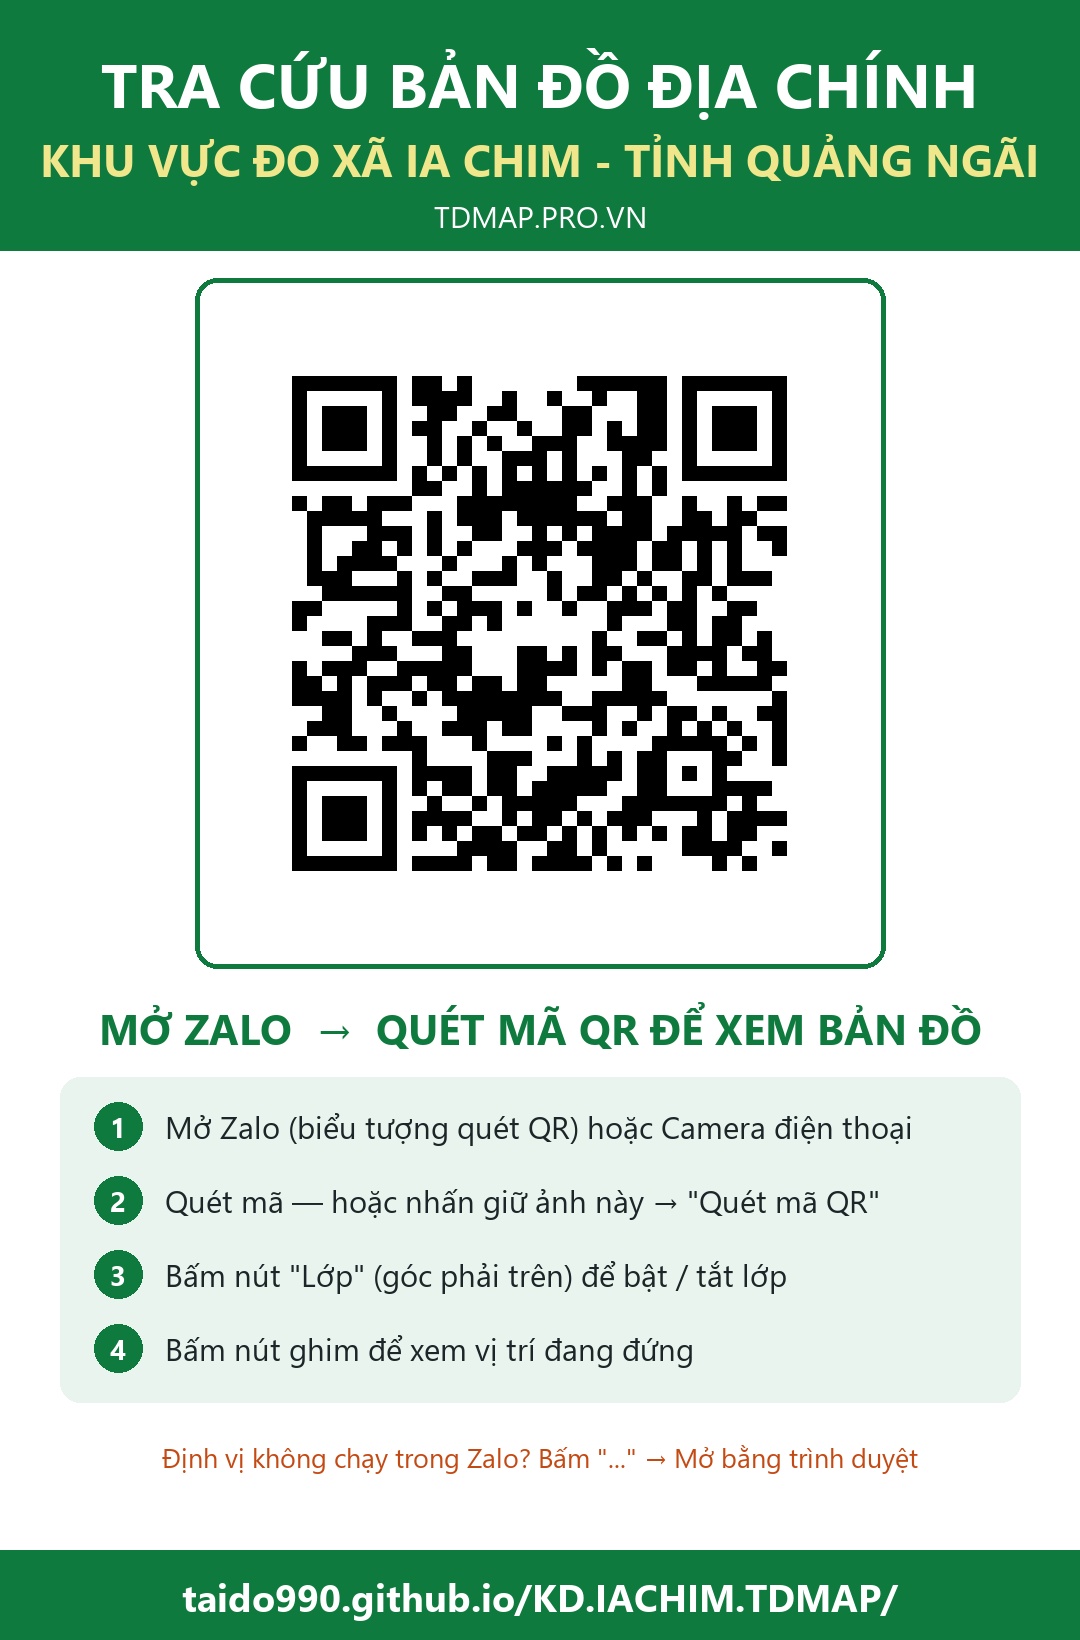 TRA CỨU BẢN ĐỒ ĐỊA CHÍNH
KHU VỰC ĐO XÃ IA CHIM - TỈNH QUẢNG NGÃI
TDMAP.PRO.VN
MỞ ZALO → QUÉT MÃ QR ĐỂ XEM BẢN ĐỒ
1 Mở Zalo (biểu tượng quét QR) hoặc Camera điện thoại
2 Quét mã — hoặc nhấn giữ ảnh này → "Quét mã QR"
3 Bấm nút "Lớp" (góc phải trên) để bật / tắt lớp
4 Bấm nút ghim để xem vị trí đang đứng
Định vị không chạy trong Zalo? Bấm "..." → Mở bằng trình duyệt
taido990.github.io/KD.IACHIM.TDMAP/